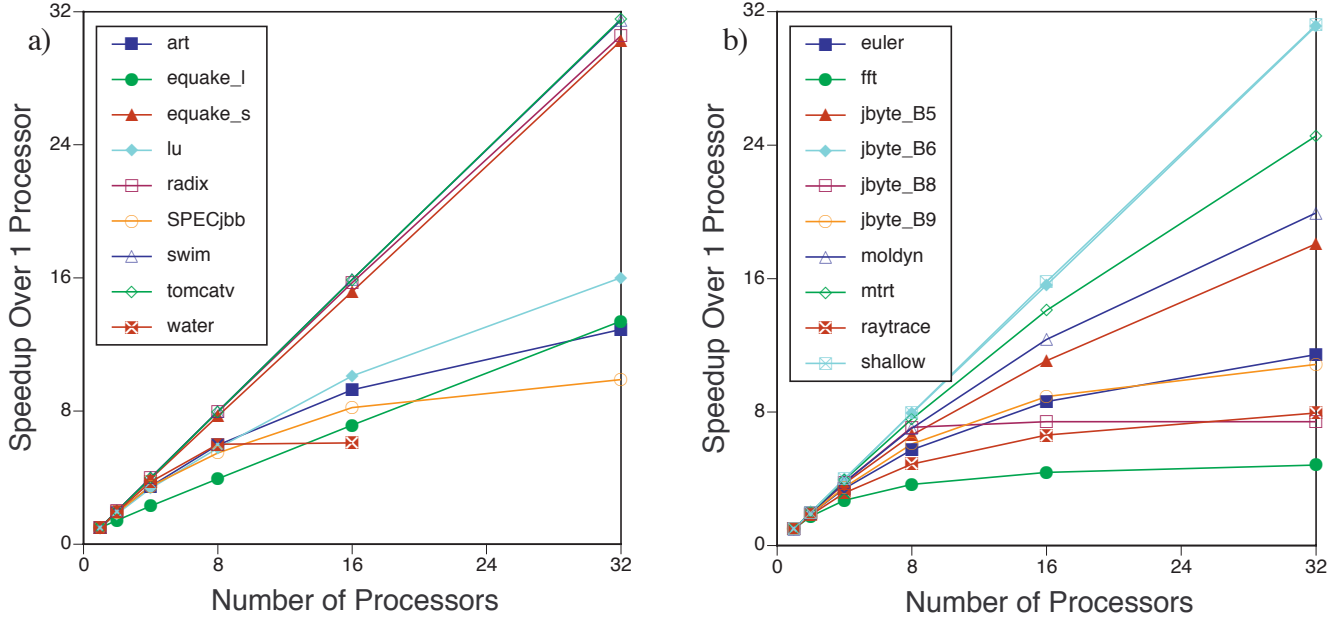 a)
Speedup Over 1 Processor
32
24
16
8
0
art
equake_l
equake_s
lu
radix
SPECjbb
swim
tomcatv
water
0 8 16 24 32
Number of Processors
b)
Speedup Over 1 Processor
32
24
16
8
0
euler
fft
jbyte_B5
jbyte_B6
jbyte_B8
jbyte_B9
moldyn
mtrt
raytrace
shallow
0 8 16 24 32
Number of Processors